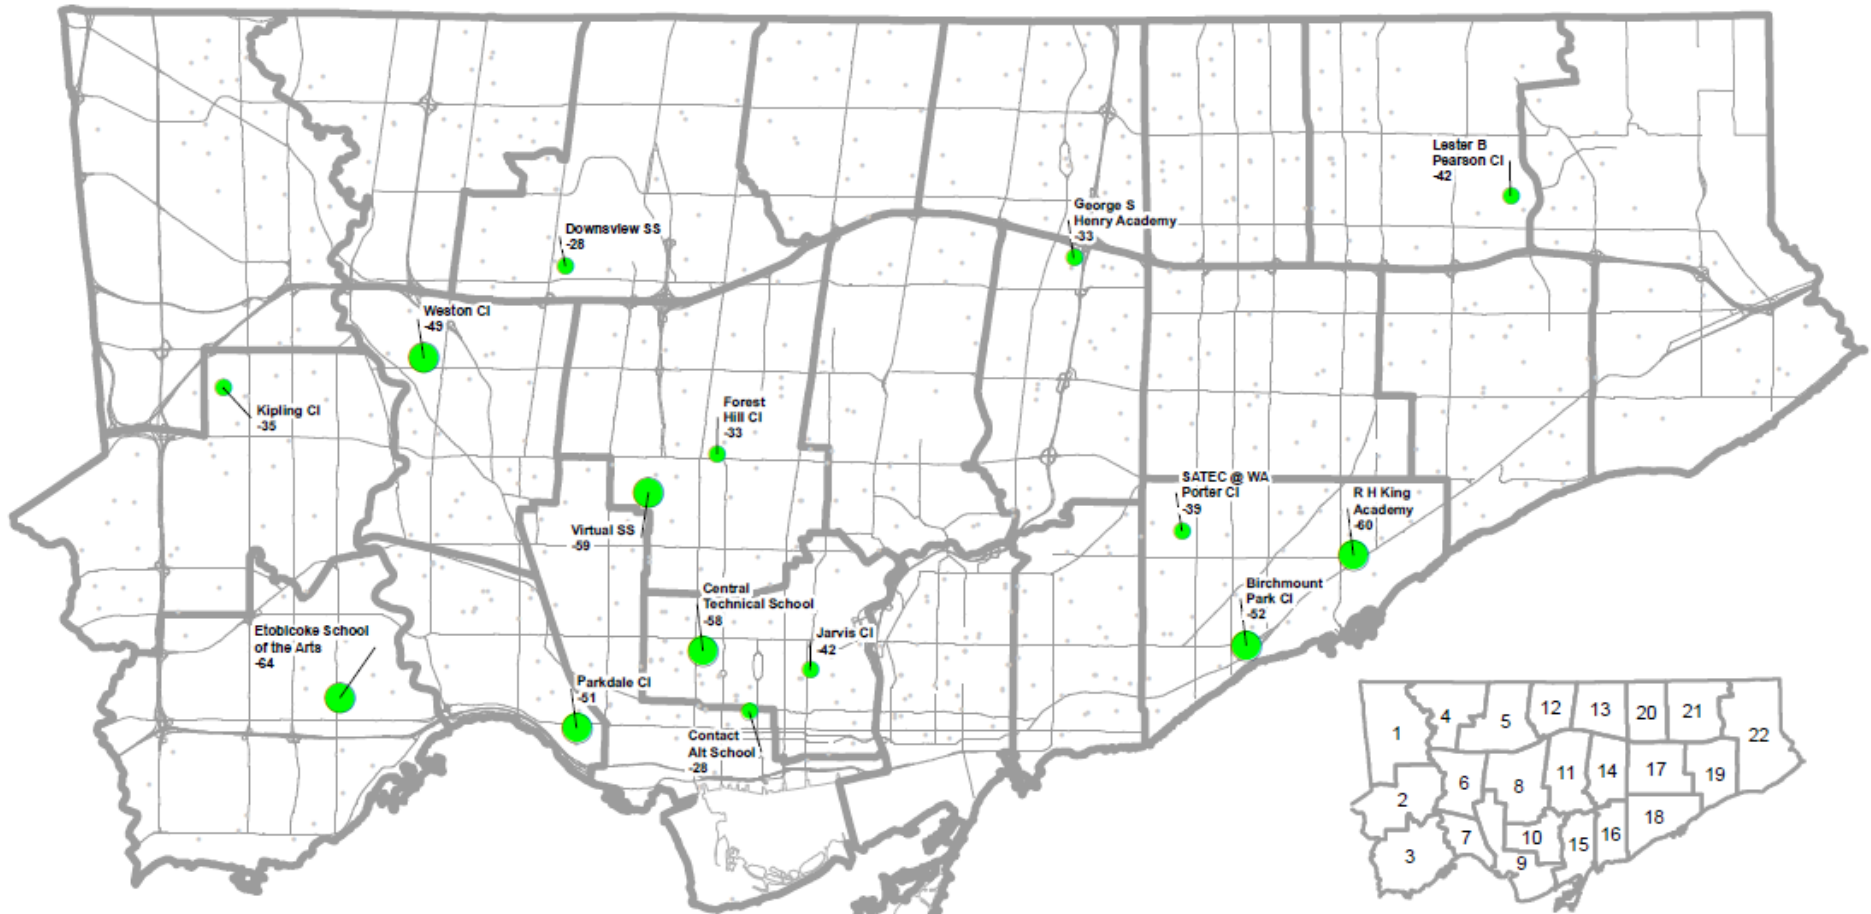 Lester B
Pearson CI
-42
George S
Henry Academy
-33
Downsview SS
-28
Weston CI
-49
Kipling CI
-35
Forest
Hill CI
-33
SATEC @ WA
Porter CI
-39
R H King
Academy
-60
Virtual SS
-59
Central
Technical School
-58
Birchmount
Park CI
-52
Etobicoke School
of the Arts
-64
Jarvis CI
-42
Parkdale CI
-51
Contact
Alt School
-28
1
4
5
12
13
20
21
22
2
6
8
11
14
17
19
3
7
10
9
15
16
18